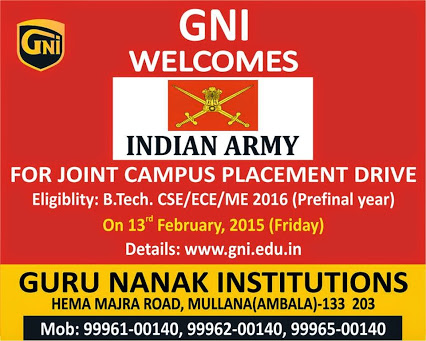 GNI
GNI
WELCOMES
INDIAN ARMY
FOR JOINT CAMPUS PLACEMENT DRIVE
Eligiblity: B.Tech. CSE/ECE/ME 2016 (Prefinal year)
On 13rd February, 2015 (Friday)
Details: www.gni.edu.in
GURU NANAK INSTITUTIONS
HEMA MAJRA ROAD, MULLANA(AMBALA)-133 203
Mob: 99961-00140, 99962-00140, 99965-00140